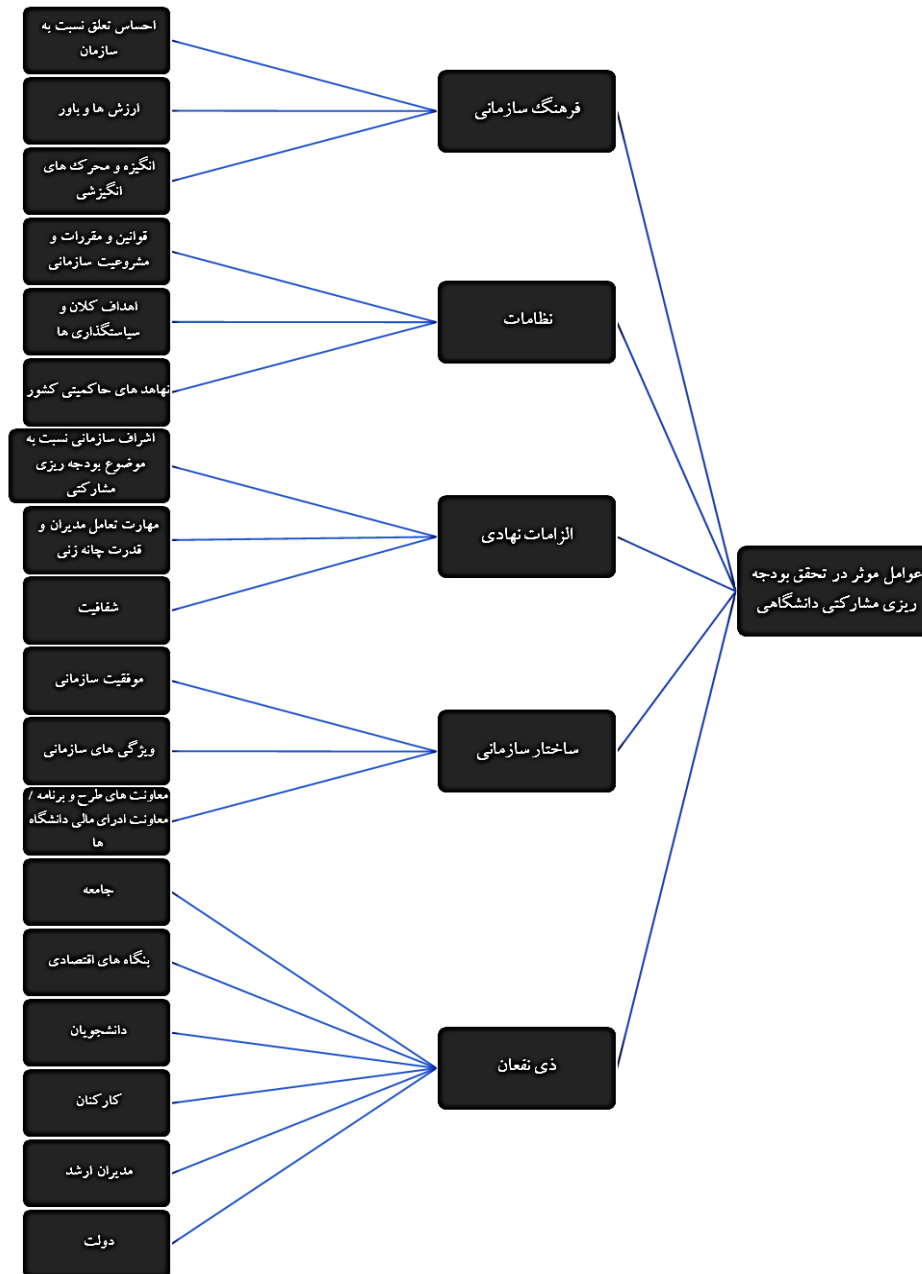 عوامل موثر در تحقق بودجه
ریزی مشارکتی دانشگاهی
فرهنگ سازمانی
احساس تعلق نسبت به
سازمان
ارزش ها و باور
انگیزه و محرک های
انگیزشی
نظامات
قوانین و مقررات و
مشروعیت سازمانی
اهداف کلان و
سیاستگذاری ها
نهاهد های حاکمیتی کشور
الزامات نهادی
اشراف سازمانی نسبت به
موضوع بودجه ریزی
مشارکتی
مهارت تعامل مدیران و
قدرت چانه زنی
شفافیت
ساختار سازمانی
موفقیت سازمانی
ویژگی های سازمانی
معاونت های طرح و برنامه /
معاونت ادرای مالی دانشگاه
ها
ذی نفعان
جامعه
بنگاه های اقتصادی
دانشجویان
کارکنان
مدیران ارشد
دولت